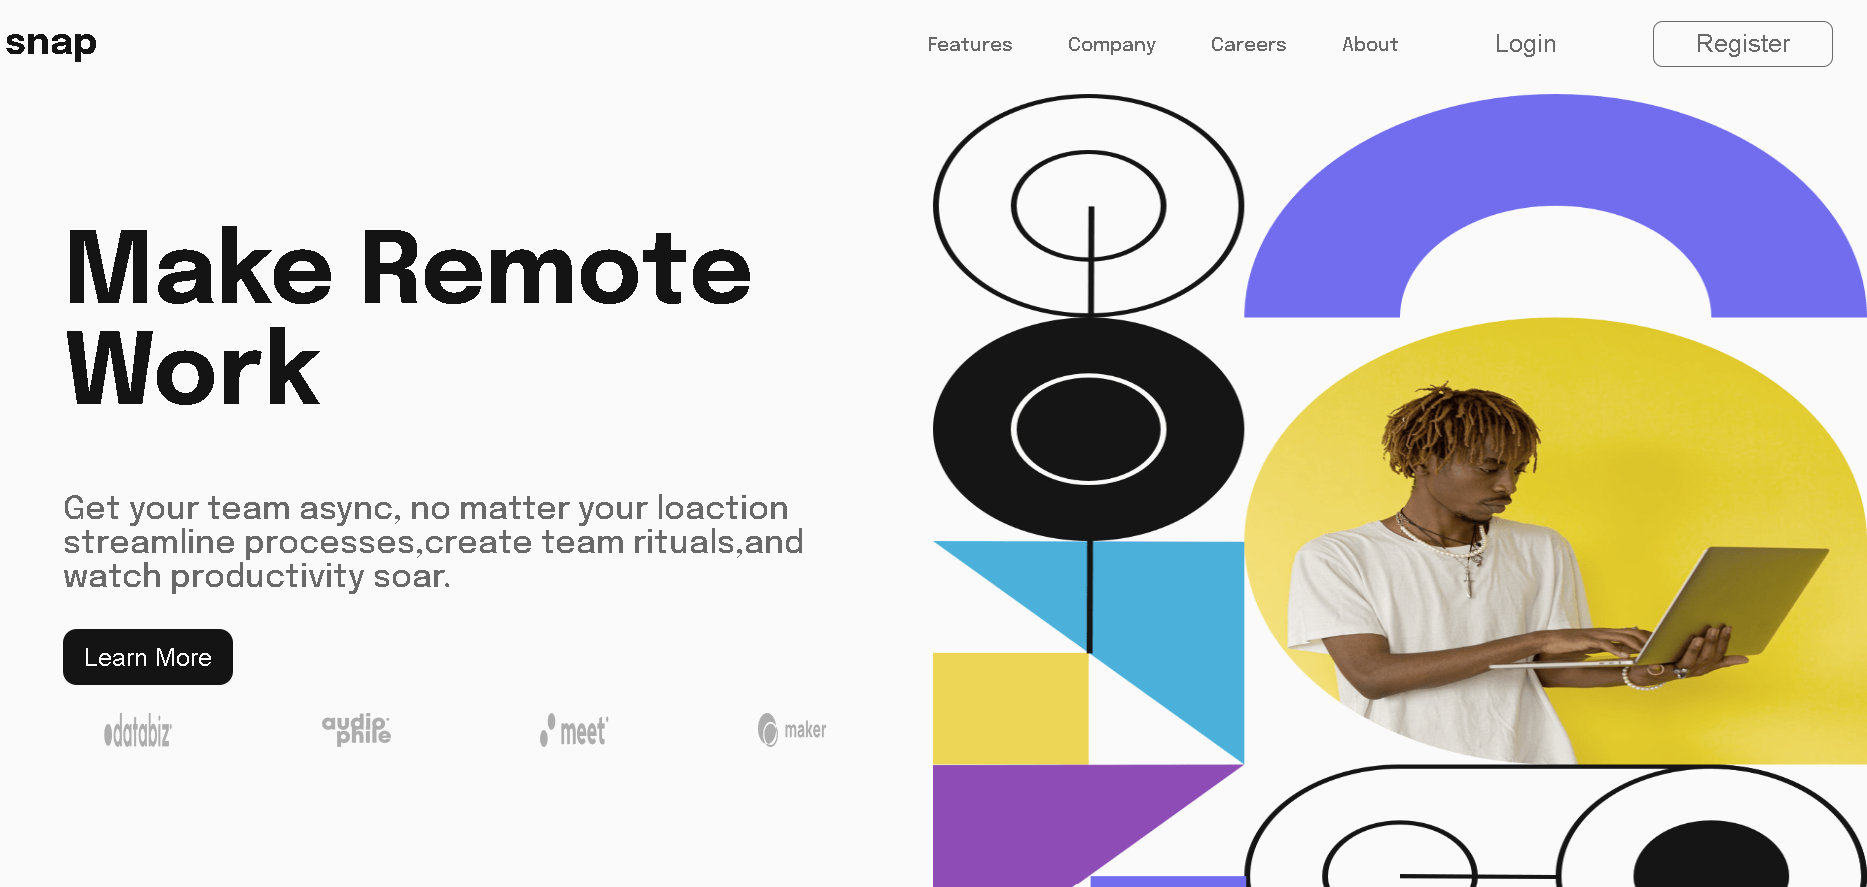 snap
Features Company Careers About Login Register
Make Remote
Work
Get your team async, no matter your loaction
streamline processes,create team rituals,and
watch productivity soar.
Learn More
databiz audiophile meet maker